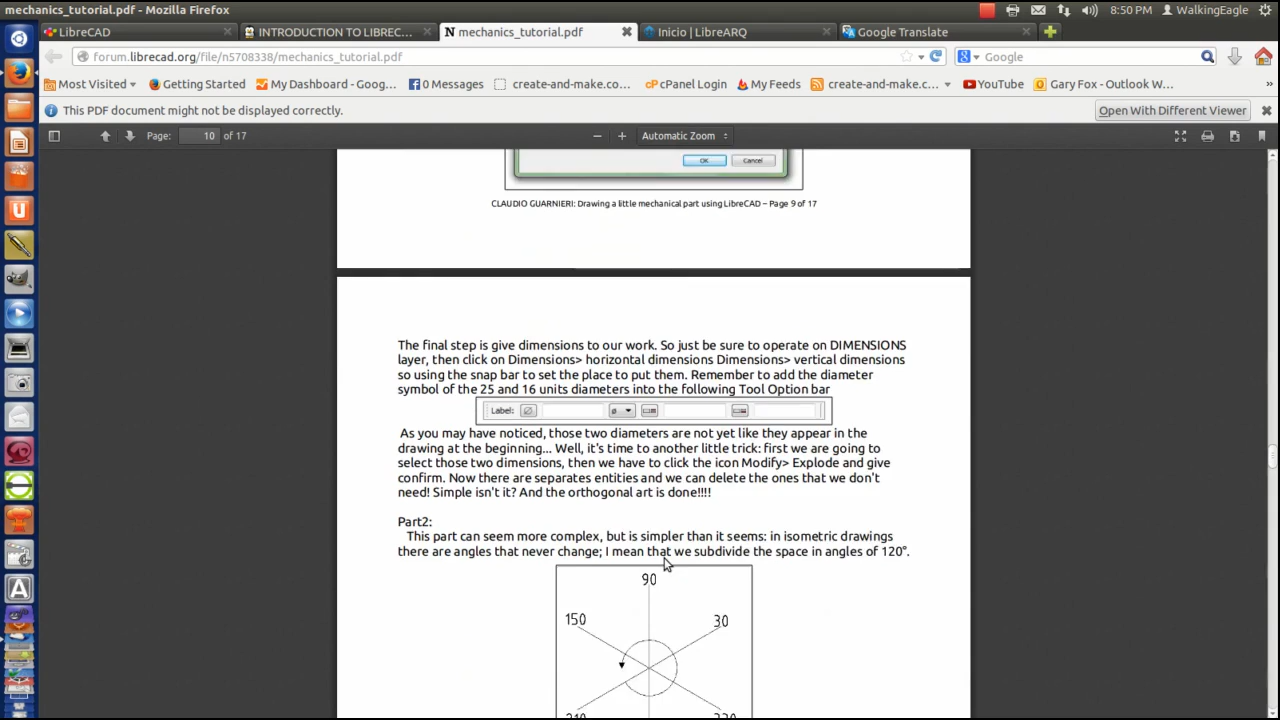 mechanics_tutorial.pdf - Mozilla Firefox
8:50 PM WalkingEagle
LibreCAD
INTRODUCTION TO LIBREC...
mechanics_tutorial.pdf
Inicio | LibreARQ
Google Translate
forum.librecad.org/file/n5708338/mechanics_tutorial.pdf
Google
Most Visited
Getting Started
My Dashboard - Goog...
0 Messages
create-and-make.co...
cPanel Login
My Feeds
create-and-make.c...
YouTube
Gary Fox - Outlook W...
This PDF document might not be displayed correctly.
Open With Different Viewer
Page: 10 of 17
Automatic Zoom
OK Cancel
CLAUDIO GUARNIERI: Drawing a little mechanical part using LibreCAD – Page 9 of 17
The final step is give dimensions to our work. So just be sure to operate on DIMENSIONS
layer, then click on Dimensions> horizontal dimensions Dimensions> vertical dimensions
so using the snap bar to set the place to put them. Remember to add the diameter
symbol of the 25 and 16 units diameters into the following Tool Option bar
Label: ø
As you may have noticed, those two diameters are not yet like they appear in the
drawing at the beginning... Well, it's time to another little trick: first we are going to
select those two dimensions, then we have to click the icon Modify> Explode and give
confirm. Now there are separates entities and we can delete the ones that we don't
need! Simple isn't it? And the orthogonal art is done!!!!
Part2:
This part can seem more complex, but is simpler than it seems: in isometric drawings
there are angles that never change; I mean that we subdivide the space in angles of 120°.
90
150
30
210
330